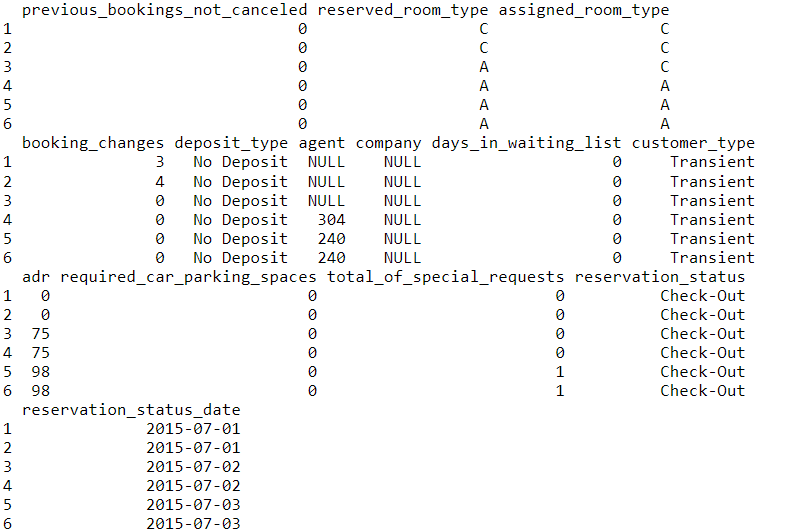 previous_bookings_not_canceled reserved_room_type assigned_room_type
1                              0                  C                  C
2                              0                  C                  C
3                              0                  A                  C
4                              0                  A                  A
5                              0                  A                  A
6                              0                  A                  A
  booking_changes deposit_type agent company days_in_waiting_list customer_type
1               3   No Deposit  NULL    NULL                    0     Transient
2               4   No Deposit  NULL    NULL                    0     Transient
3               0   No Deposit  NULL    NULL                    0     Transient
4               0   No Deposit   304    NULL                    0     Transient
5               0   No Deposit   240    NULL                    0     Transient
6               0   No Deposit   240    NULL                    0     Transient
  adr required_car_parking_spaces total_of_special_requests reservation_status
1   0                           0                         0          Check-Out
2   0                           0                         0          Check-Out
3  75                           0                         0          Check-Out
4  75                           0                         0          Check-Out
5  98                           0                         1          Check-Out
6  98                           0                         1          Check-Out
  reservation_status_date
1              2015-07-01
2              2015-07-01
3              2015-07-02
4              2015-07-02
5              2015-07-03
6              2015-07-03